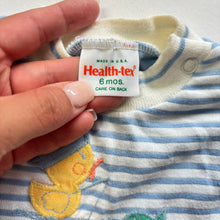 MADE IN U.S.A.
Health-tex®
6 mos.
CARE ON BACK